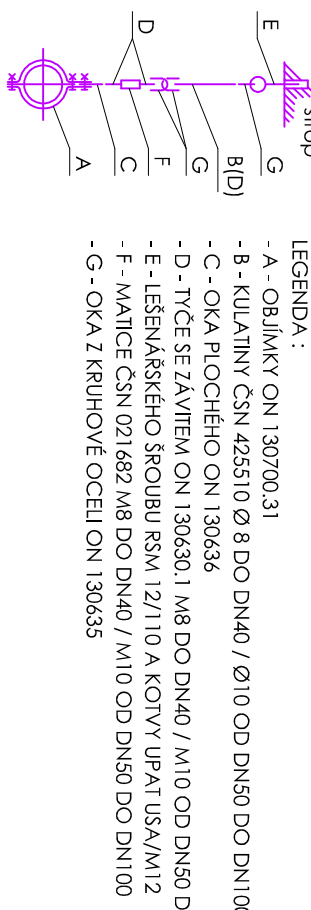 strop
E
D
G
B(D)
G
F
C
A
LEGENDA :
- A - OBJÍMKY ON 130700.31
- B - KULATINY ČSN 425510 Ø 8 DO DN40 / Ø10 OD DN50 DO DN100
- C - OKA PLOCHÉHO ON 130636
- D - TYČE SE ZÁVITEM ON 130630.1 M8 DO DN40 / M10 OD DN50 D
- E - LEŠENÁŘSKÉHO ŠROUBU RSM 12/110 A KOTVY UPAT USA/M12
- F - MATICE ČSN 021682 M8 DO DN40 / M10 OD DN50 DO DN100
- G - OKA Z KRUHOVÉ OCELI ON 130635